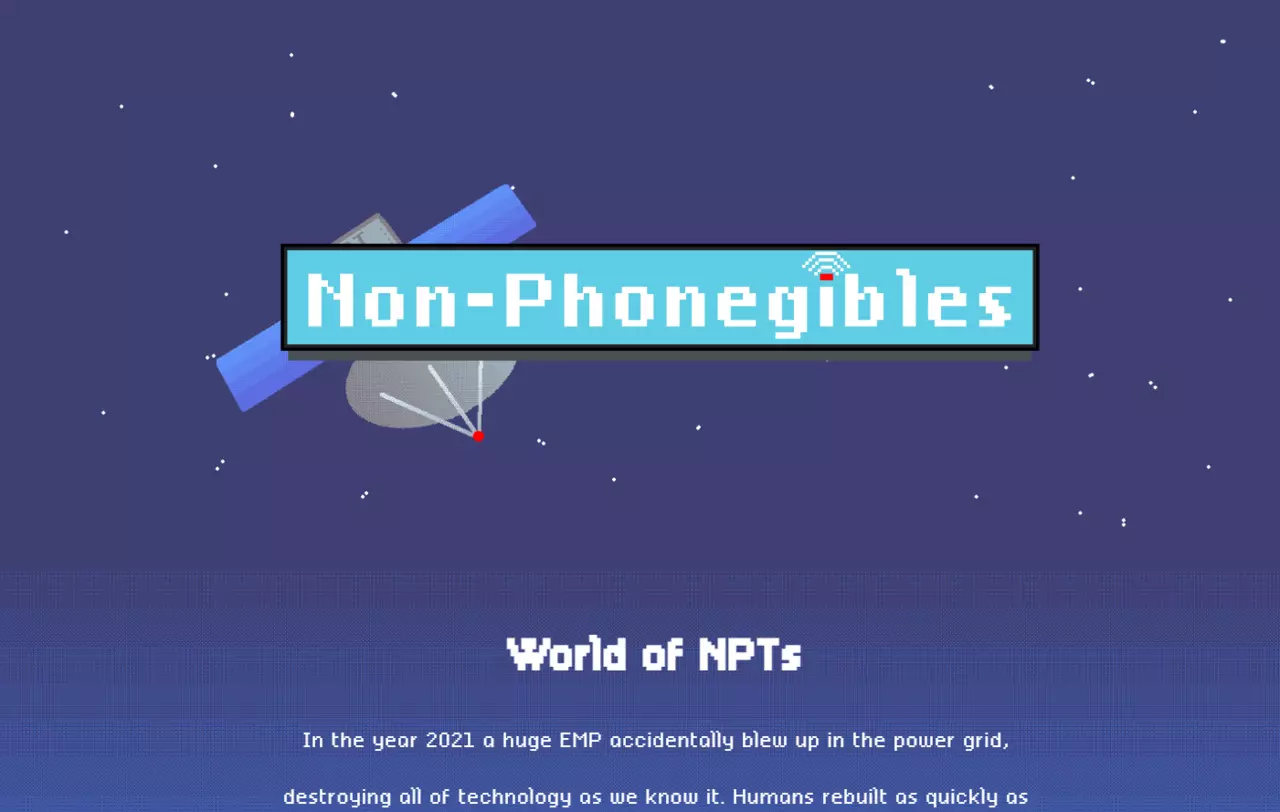 Non-Phonegibles
World of NPTs
In the year 2021 a huge EMP accidentally blew up in the power grid,
destroying all of technology as we know it. Humans rebuilt as quickly as